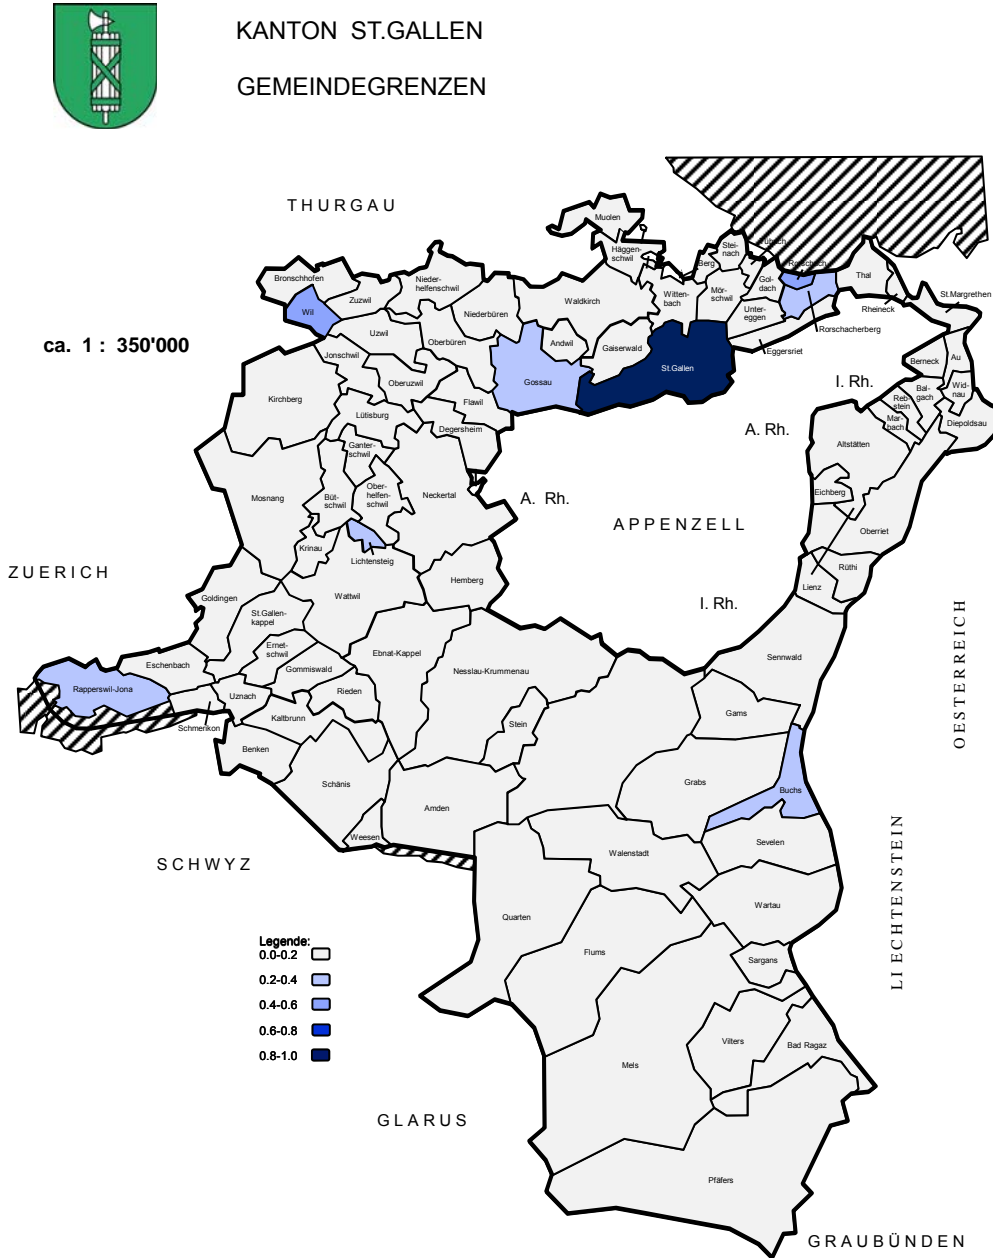 KANTON ST.GALLEN
GEMEINDEGRENZEN
THURGAU
Muolen
Häggen-
schwil
Stei-
nach
Tübach
Berg
Rorschach
Thal
Gol-
dach
Mör-
schwil
Witten-
bach
Rheineck
St.Margrethen
Bronschhofen
Nieder-
helfenschwil
Zuzwil
Waldkirch
Niederbüren
Wil
Unter-
eggen
Rorschacherberg
Eggersriet
ca. 1 : 350'000
Uzwil
Oberbüren
Andwil
Gaiserwald
Jonschwil
Berneck
Au
St.Gallen
Gossau
Oberuzwil
Kirchberg
I. Rh.
Wid-
nau
Bal-
gach
Reb-
stein
Mar-
bach
Diepoldsau
Flawil
Lütisburg
Degersheim
A. Rh.
Altstätten
Ganter-
schwil
Mosnang
Büt-
schwil
Ober-
helfen-
schwil
Neckertal
A. Rh.
Eichberg
APPENZELL
Oberriet
Krinau
Lichtensteig
ZUERICH
Hemberg
Rüthi
Lienz
Goldingen
Wattwil
I. Rh.
St.Gallen-
kappel
OESTERREICH
Ernet-
schwil
Ebnat-Kappel
Sennwald
Eschenbach
Gommiswald
Nesslau-Krummenau
Rapperswil-Jona
Uznach
Rieden
Gams
Schmerikon
Kaltbrunn
Stein
Benken
Schänis
Grabs
Buchs
Amden
Weesen
Sevelen
Walenstadt
SCHWYZ
LIECHTENSTEIN
Wartau
Quarten
Legende:
0.0-0.2
0.2-0.4
0.4-0.6
0.6-0.8
0.8-1.0
Flums
Sargans
Vilters
Bad Ragaz
Mels
GLARUS
Pfäfers
GRAUBÜNDEN